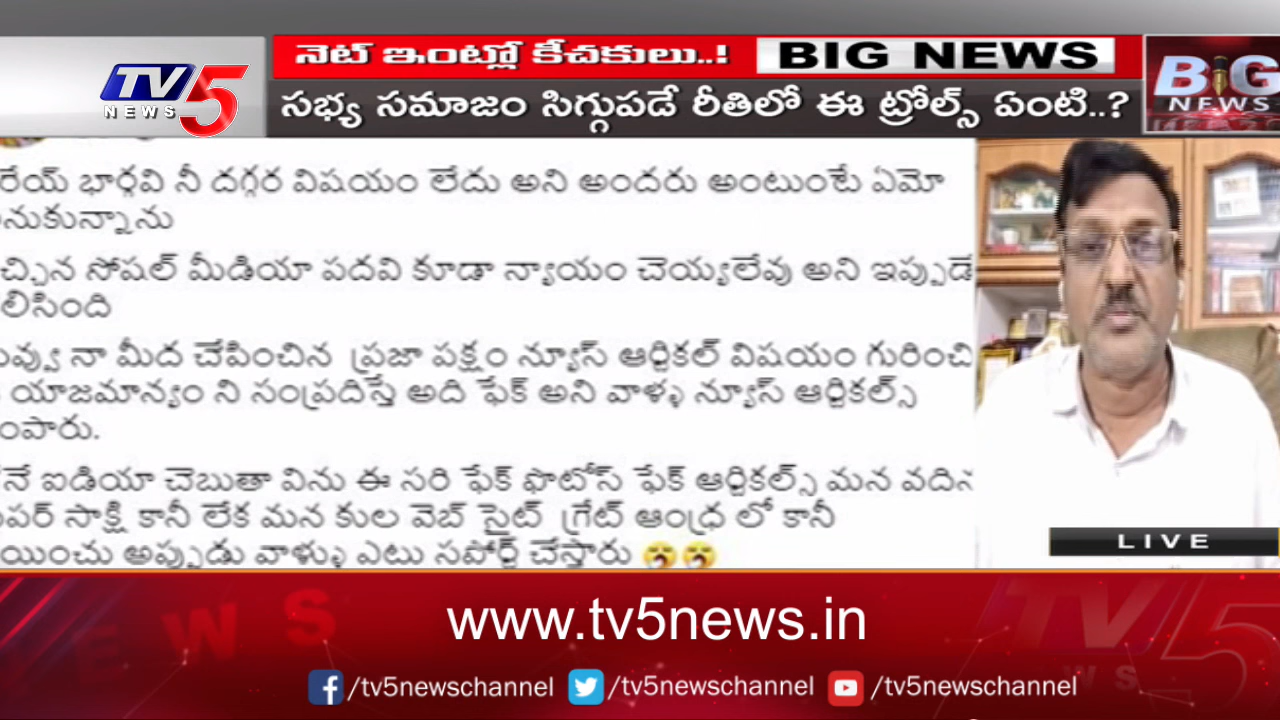 TV5
NEWS
నెట్ ఇంట్లో కీచకులు..!
BIG NEWS
సభ్య సమాజం సిగ్గుపడే రీతిలో ఈ ట్రోల్స్ ఏంటి..?
BIG
NEWS
రేయ్ భార్గవి నీ దగ్గర విషయం లేదు అని అందరు అంటుంటే ఏమో
నుకున్నాను
చ్చిన సోషల్ మీడియా పదవి కూడా న్యాయం చెయ్యలేవు అని ఇప్పుడే
లిసింది
వ్వు నా మీద చేపించిన ప్రజా పక్షం న్యూస్ ఆర్టికల్ విషయం గురించి
యాజమాన్యం ని సంప్రదిస్తే అది ఫేక్ అని వాళ్ళు న్యూస్ ఆర్టికల్స్
ంపారు.
నే ఐడియా చెబుతా విను ఈ సరి ఫేక్ ఫొటోస్ ఫేక్ ఆర్టికల్స్ మన వదిన
పర్ సాక్షి కానీ లేక మన కుల వెబ్ సైట్ గ్రేట్ ఆంధ్ర లో కానీ
యించు అప్పుడు వాళ్ళు ఎటు సపోర్ట్ చేస్తారు 😲😲
LIVE
www.tv5news.in
/tv5newschannel
/tv5newschannel
/tv5newschannel